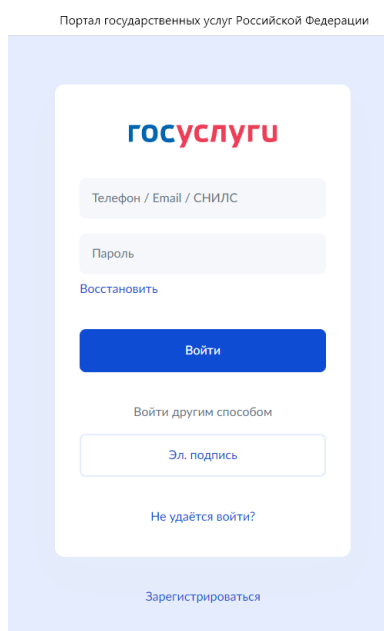 Портал государственных услуг Российской Федерации
госуслуги
Телефон / Email / СНИЛС
Пароль
Восстановить
Войти
Войти другим способом
Эл. подпись
Не удаётся войти?
Зарегистрироваться